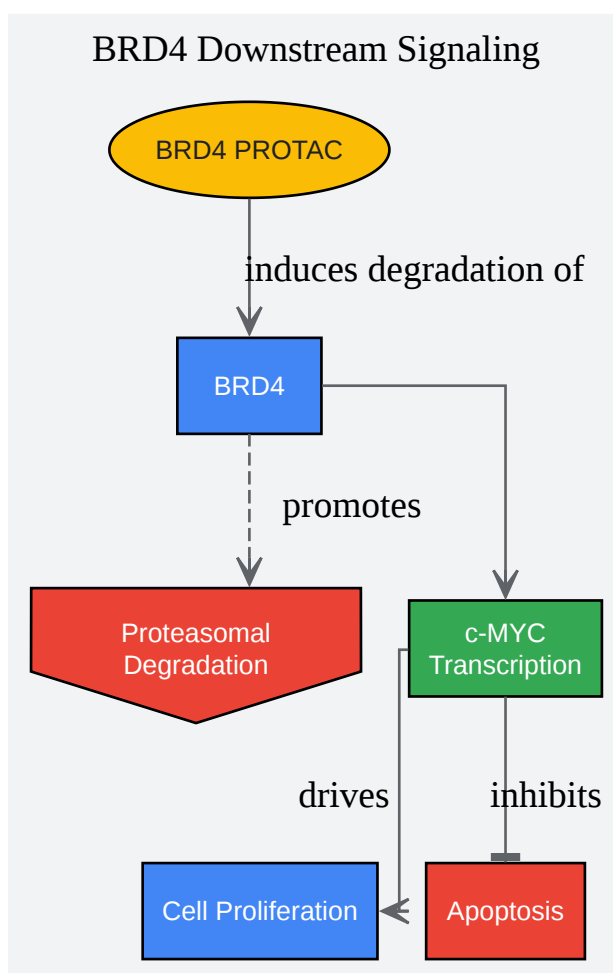 BRD4 Downstream Signaling
BRD4 PROTAC
induces degradation of
BRD4
promotes
Proteasomal
Degradation
c-MYC
Transcription
drives
inhibits
Cell Proliferation
Apoptosis